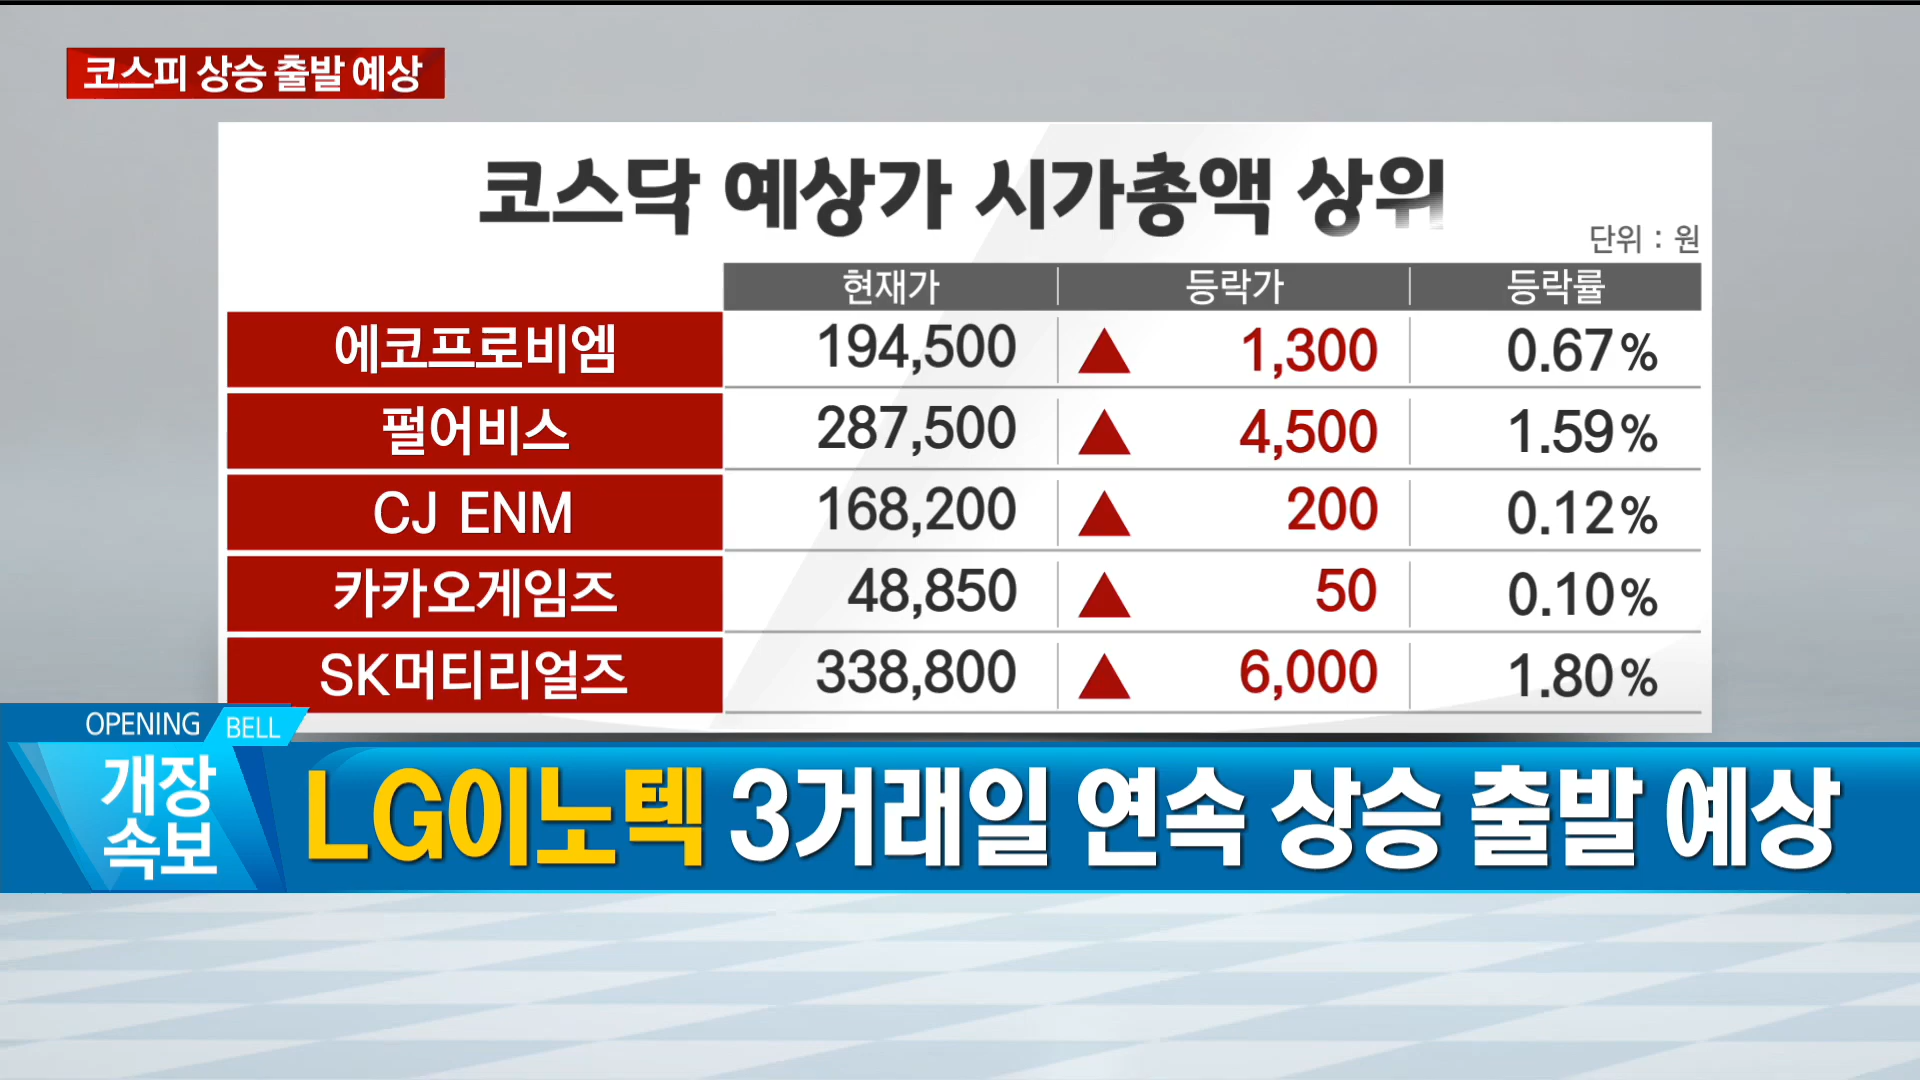 코스피 상승 출발 예상
코스닥 예상가 시가총액 상위
단위 : 원
현재가 등락가 등락률
에코프로비엠 194,500 ▲ 1,300 0.67%
펄어비스 287,500 ▲ 4,500 1.59%
CJ ENM 168,200 ▲ 200 0.12%
카카오게임즈 48,850 ▲ 50 0.10%
SK머티리얼즈 338,800 ▲ 6,000 1.80%
OPENING BELL
개장
속보
LG이노텍 3거래일 연속 상승 출발 예상